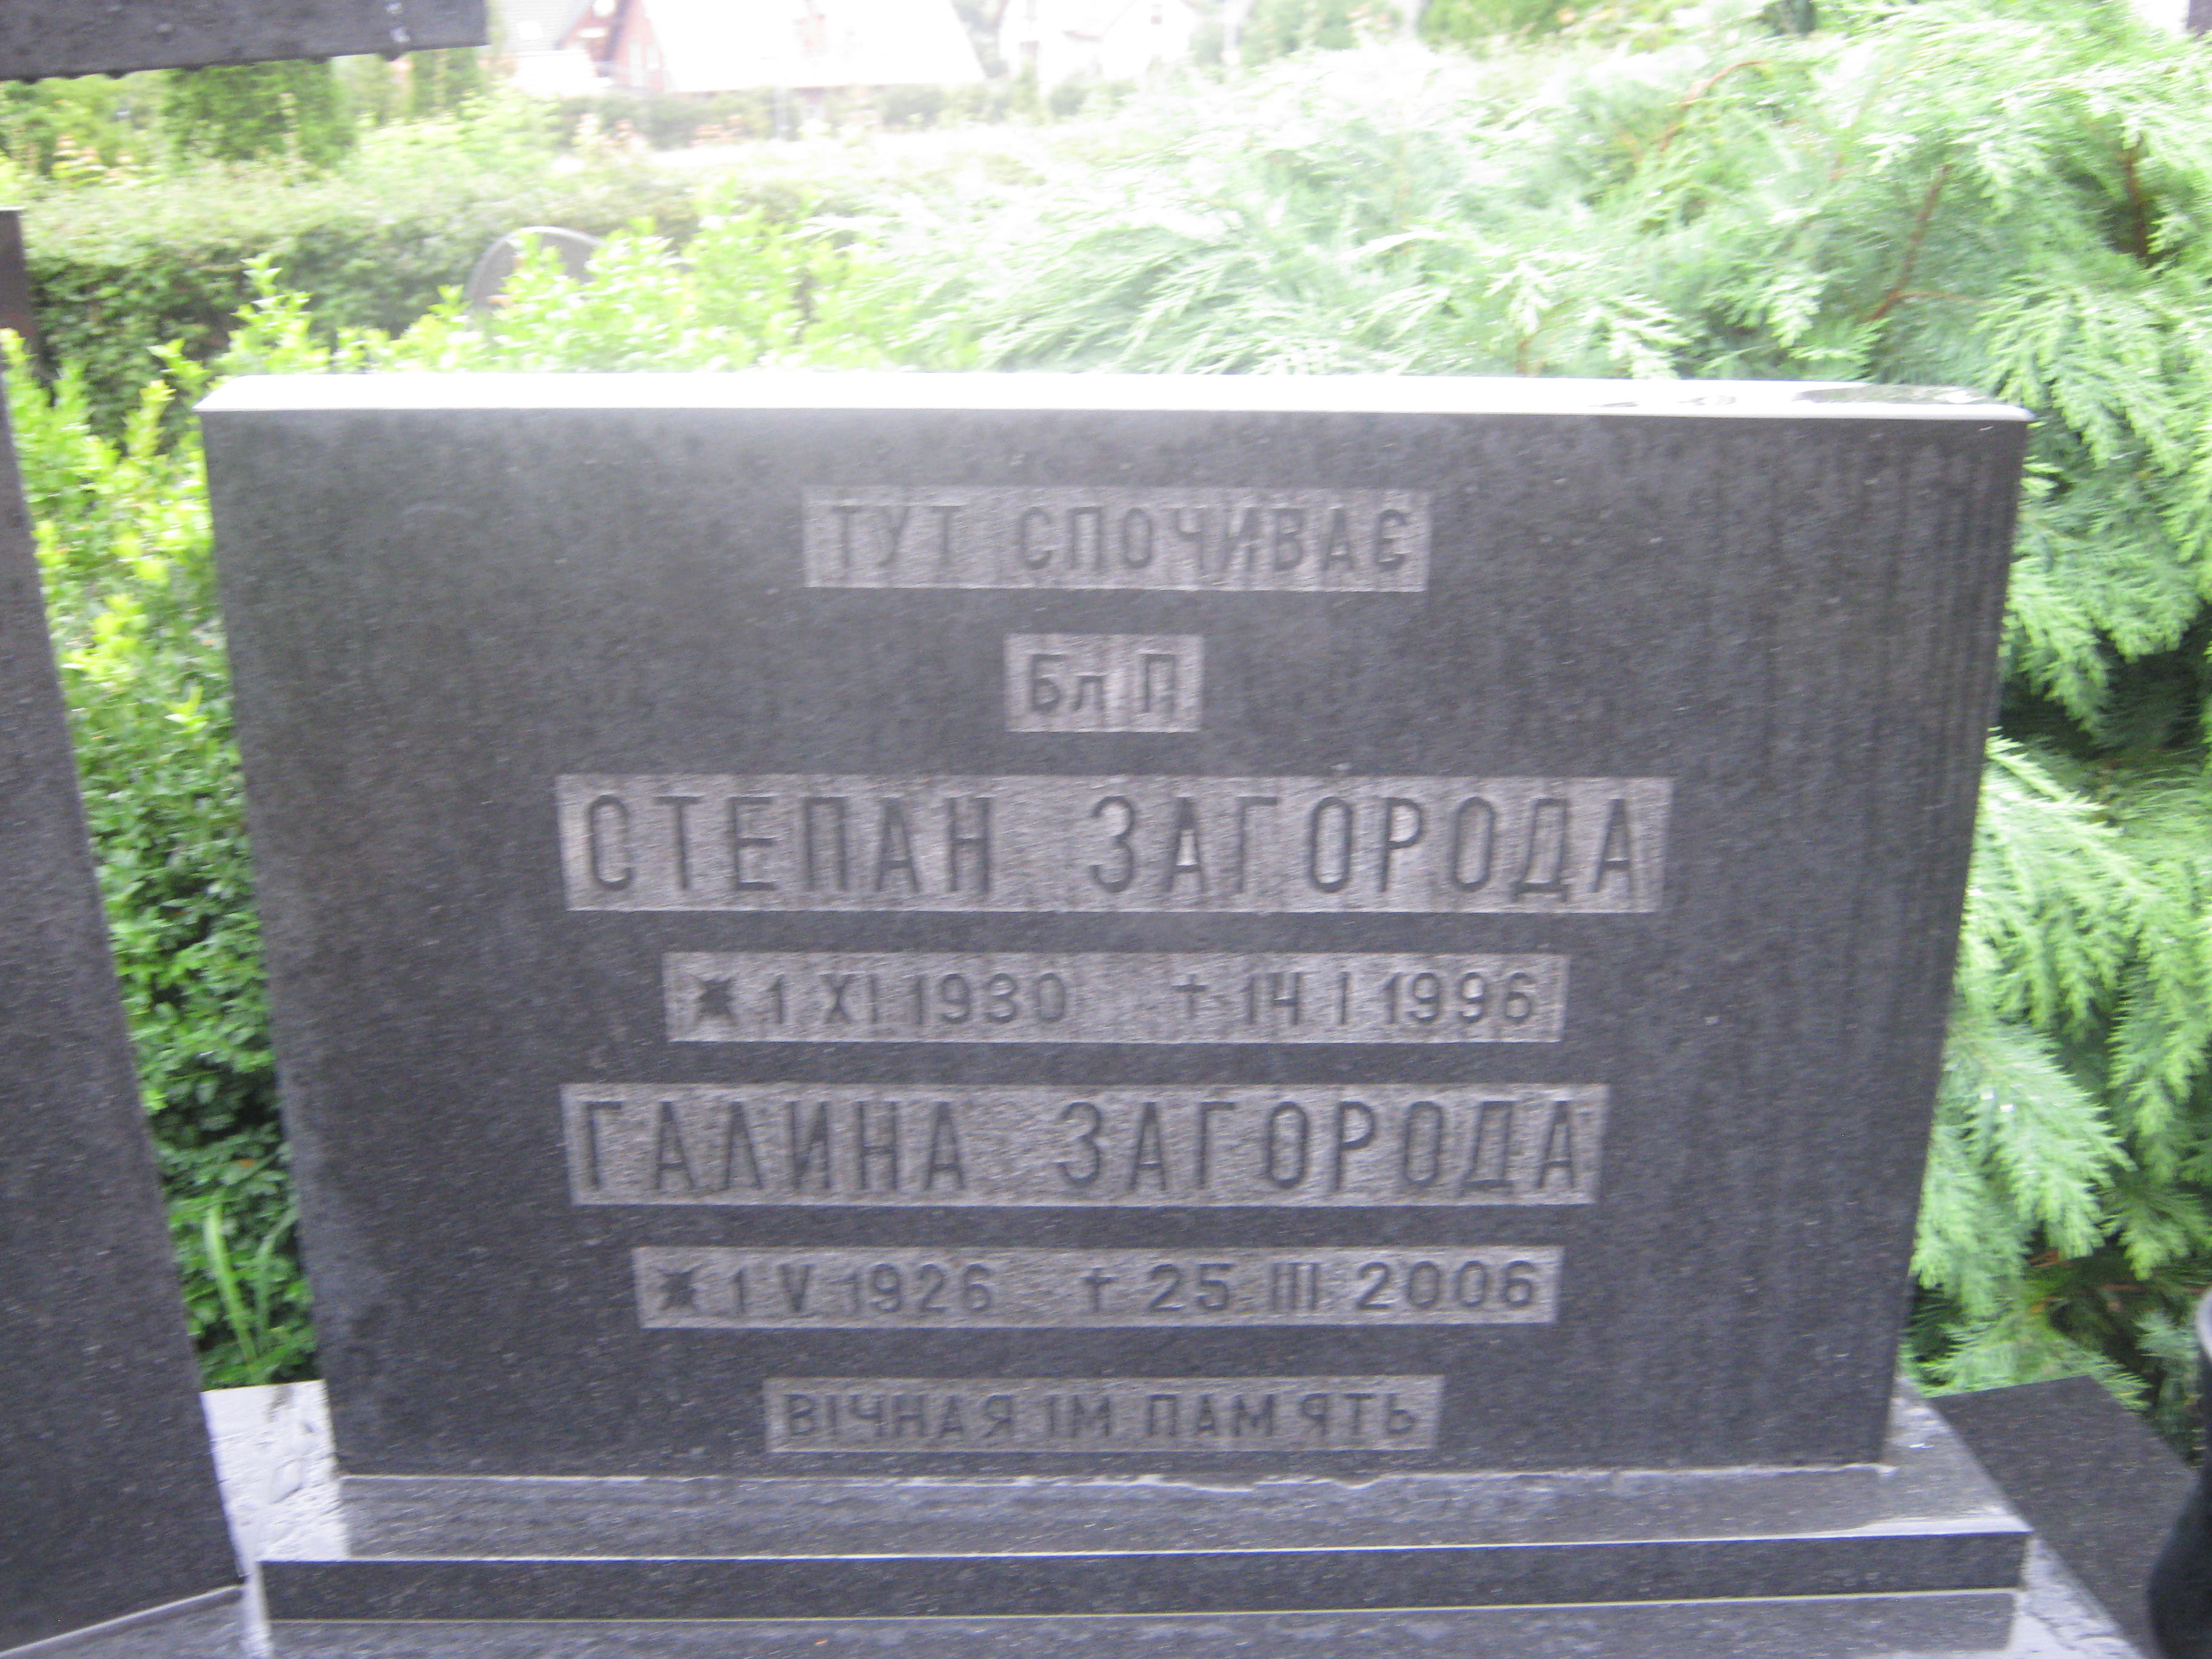 ТУТ СПОЧИВАЄ
Бл П
СТЕПАН ЗАГОРОДА
* 1 XI 1930 † 14 I 1996
ГАЛИНА ЗАГОРОДА
* 1 V 1926 † 25 III 2006
ВІЧНАЯ ІМ ПАМ'ЯТЬ